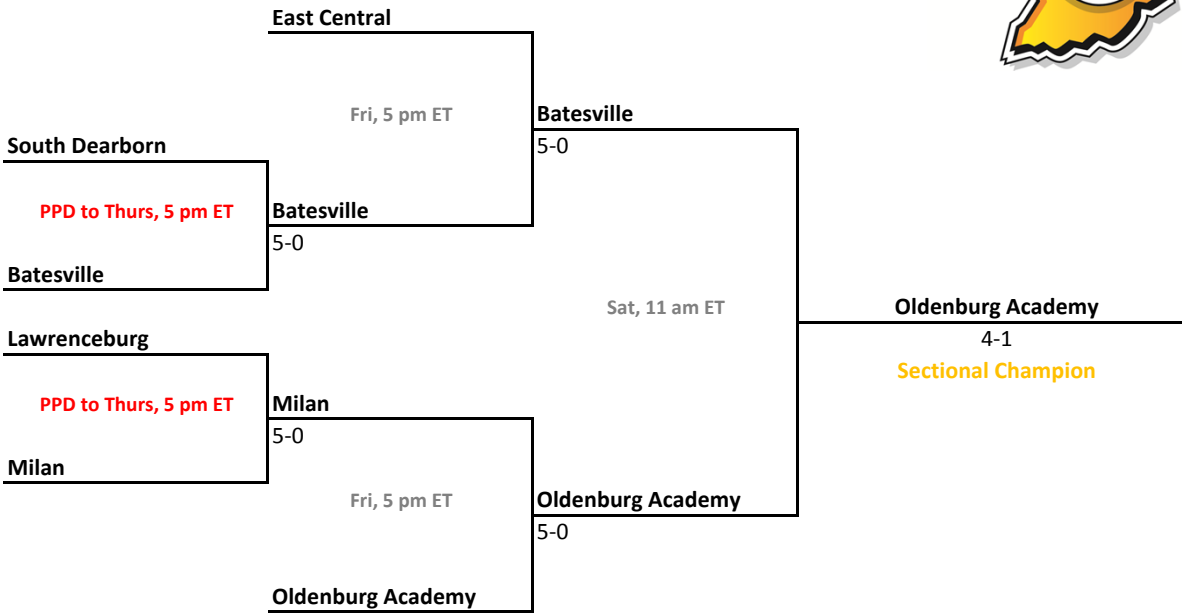 East Central
Fri, 5 pm ET
Batesville
5-0
South Dearborn
PPD to Thurs, 5 pm ET
Batesville
5-0
Batesville
Sat, 11 am ET
Oldenburg Academy
4-1
Sectional Champion
Lawrenceburg
PPD to Thurs, 5 pm ET
Milan
5-0
Milan
Fri, 5 pm ET
Oldenburg Academy
5-0
Oldenburg Academy